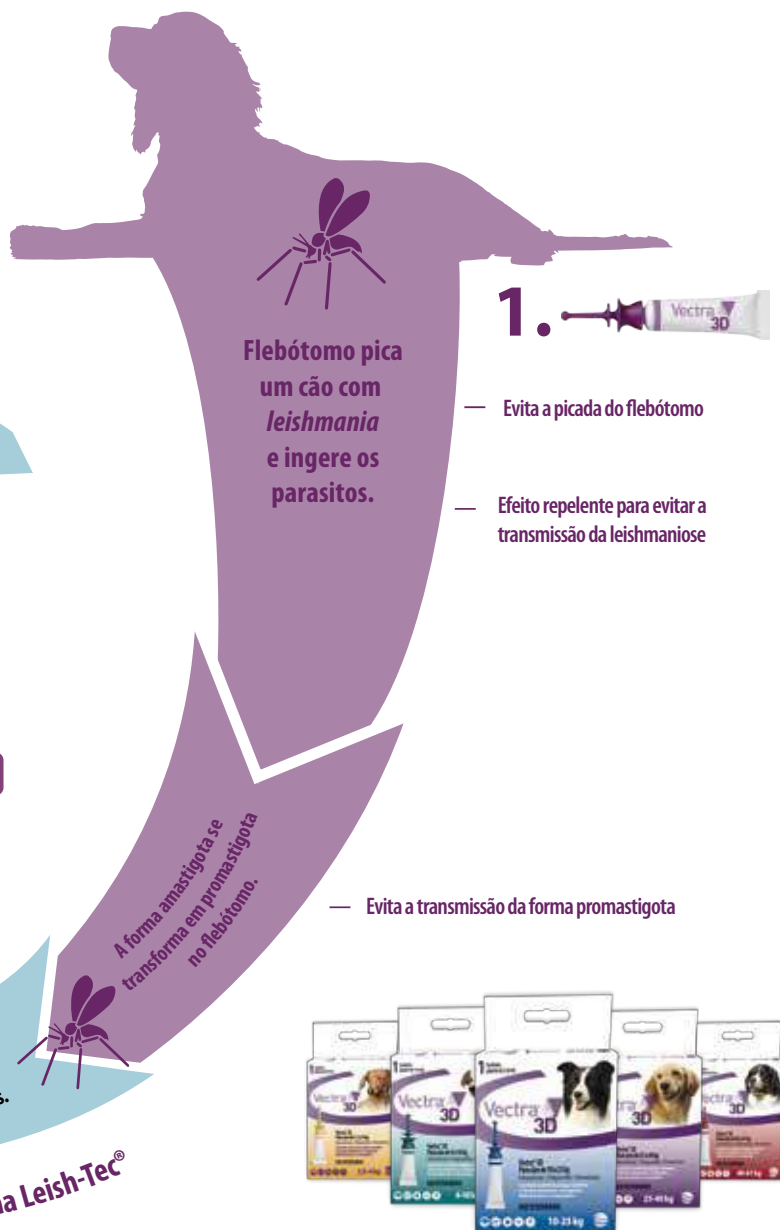 Flebótomo pica
um cão com
leishmania
e ingere os
parasitos.
1.
Vectra
3D
— Evita a picada do flebótomo
— Efeito repelente para evitar a
transmissão da leishmaniose
A forma amastigota se
transforma em promastigota
no flebótomo.
— Evita a transmissão da forma promastigota
s.
na Leish-Tec®
Vectra
3D
Vectra
3D
10-25 kg
Vectra
3D
25-40 kg
Vectra
3D